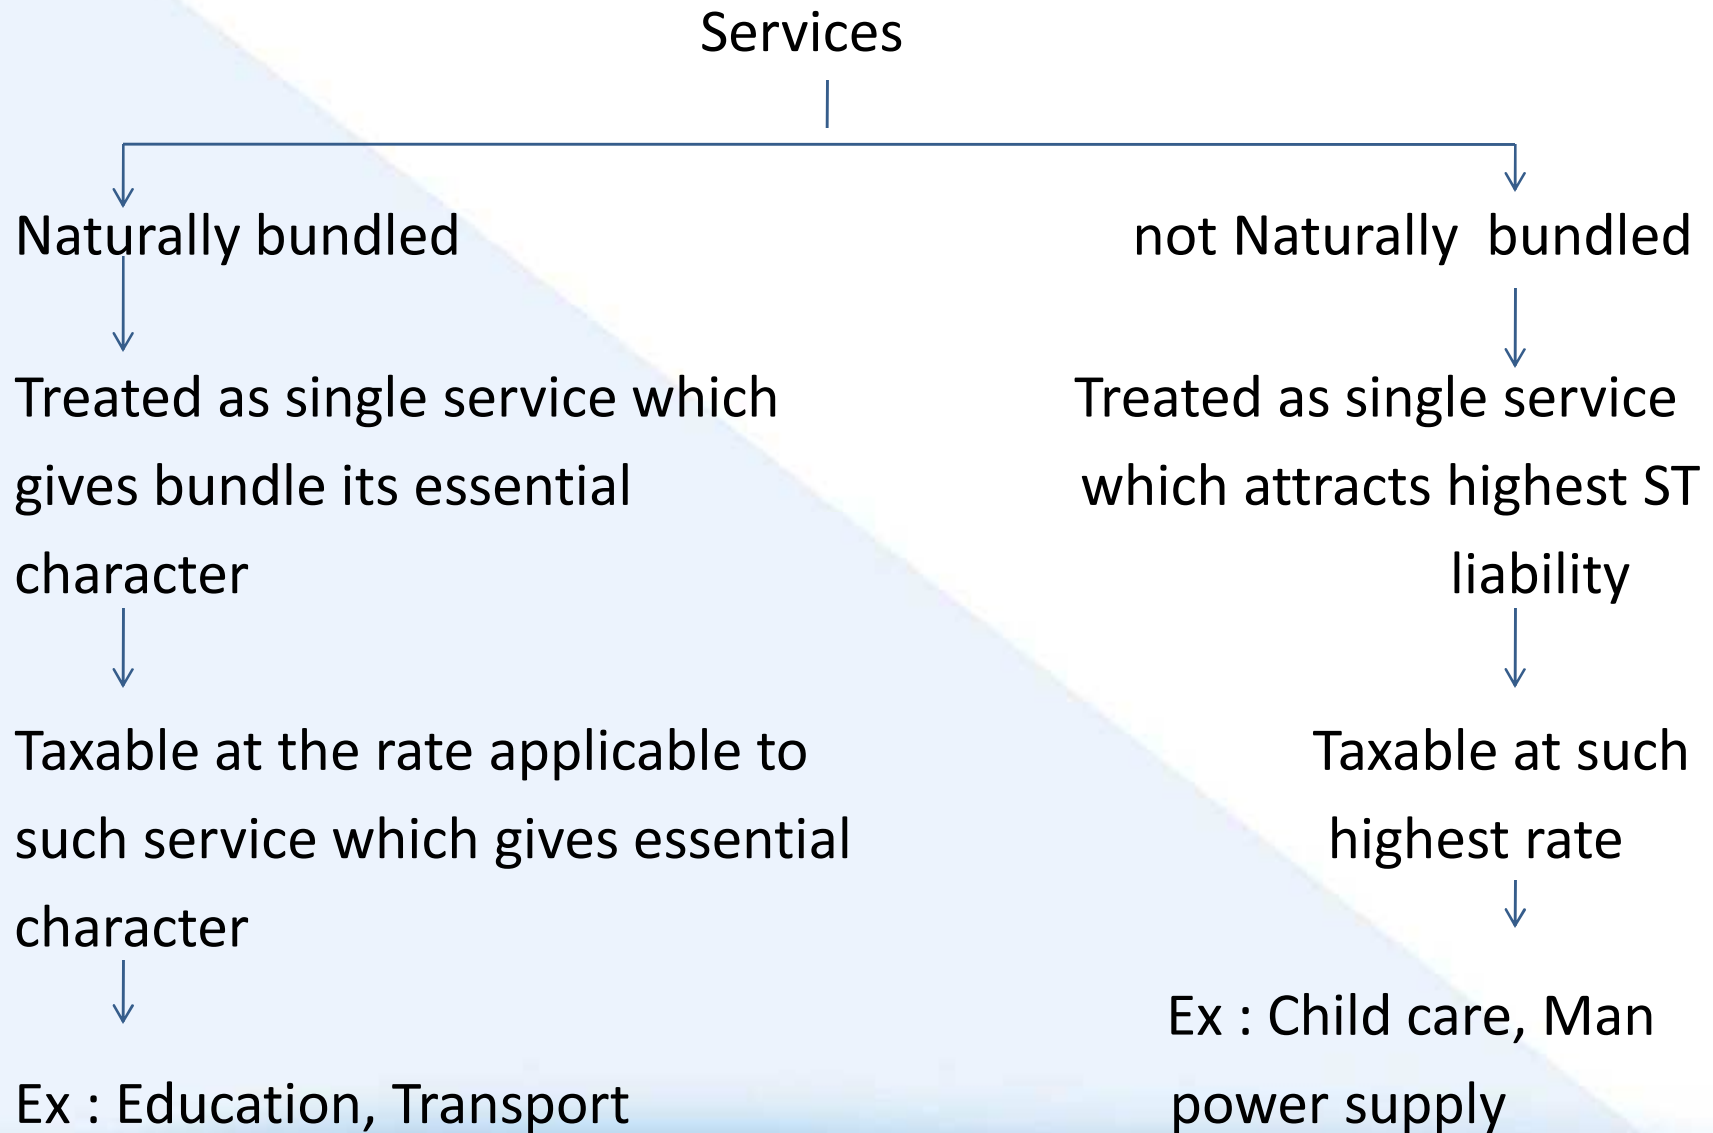 Services
Naturally bundled
not Naturally bundled
Treated as single service which
gives bundle its essential
character
Treated as single service
which attracts highest ST
liability
Taxable at the rate applicable to
such service which gives essential
character
Taxable at such
highest rate
Ex : Education, Transport
Ex : Child care, Man
power supply